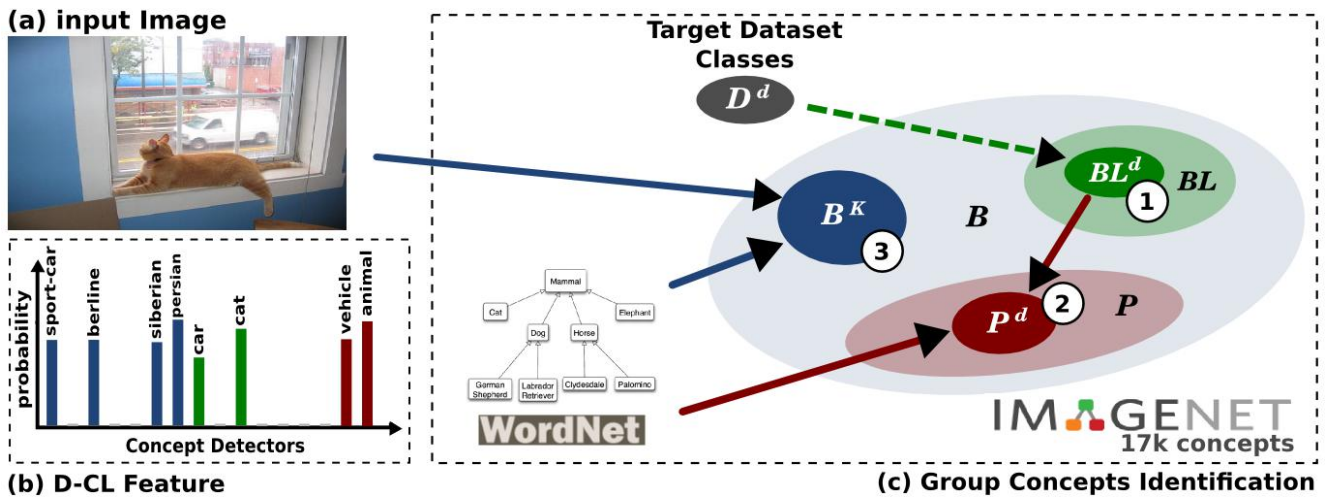 (a) input Image
Target Dataset
Classes
D d
BL d
BL
1
B K
3
B
2
P d
P
Mammal
Cat
Elephant
Dog
Horse
German
Shepherd
Labrador
Retriever
Clydesdale
Palomino
WordNet
IMAGENET
17k concepts
probability
sport-car
berline
siberian
persian
car
cat
vehicle
animal
Concept Detectors
(b) D-CL Feature
(c) Group Concepts Identification